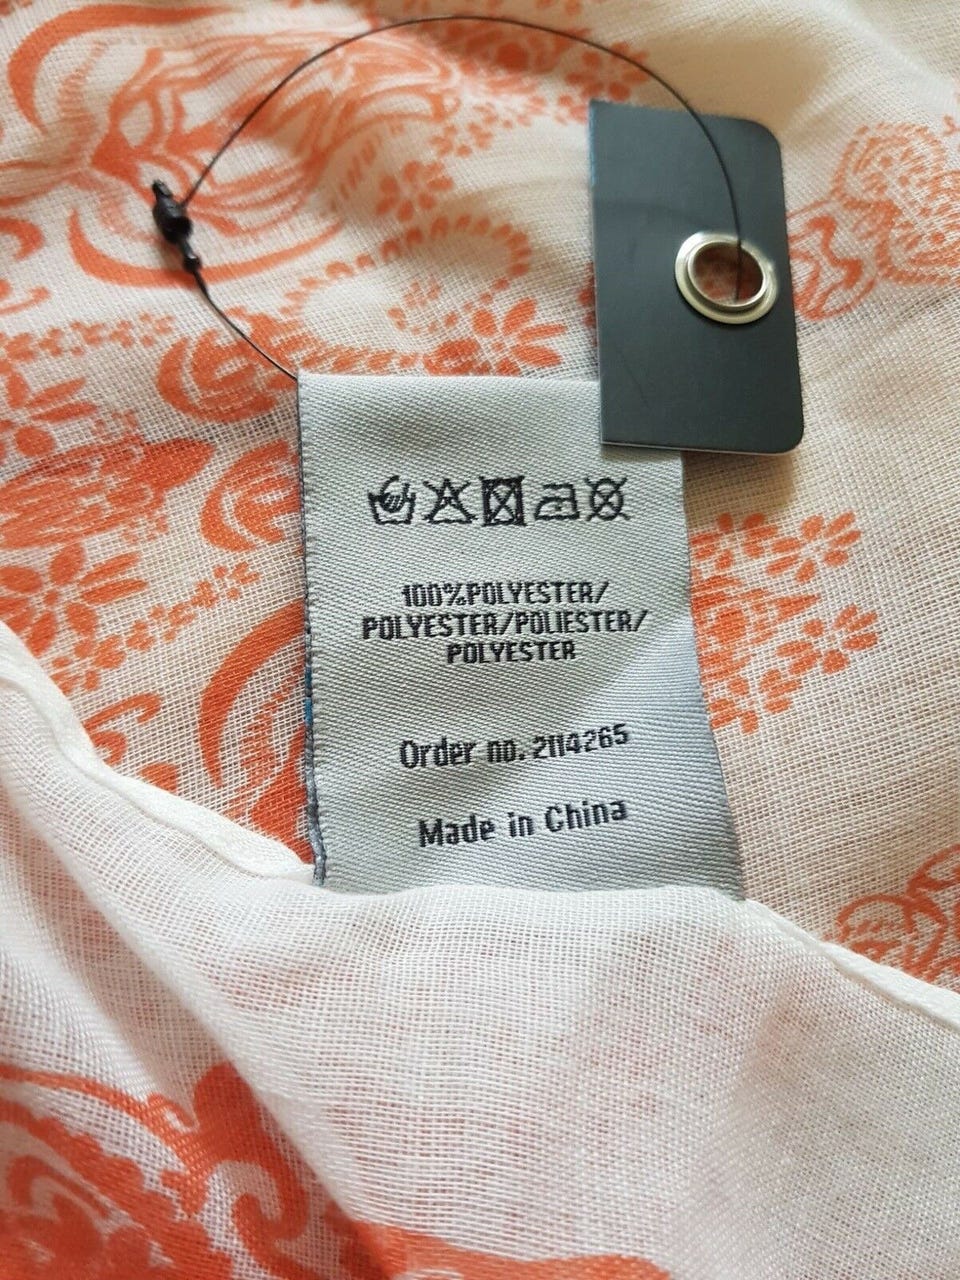 100%POLYESTER/
POLYESTER/POLIESTER/
POLYESTER
Order no. 2114265
Made in China